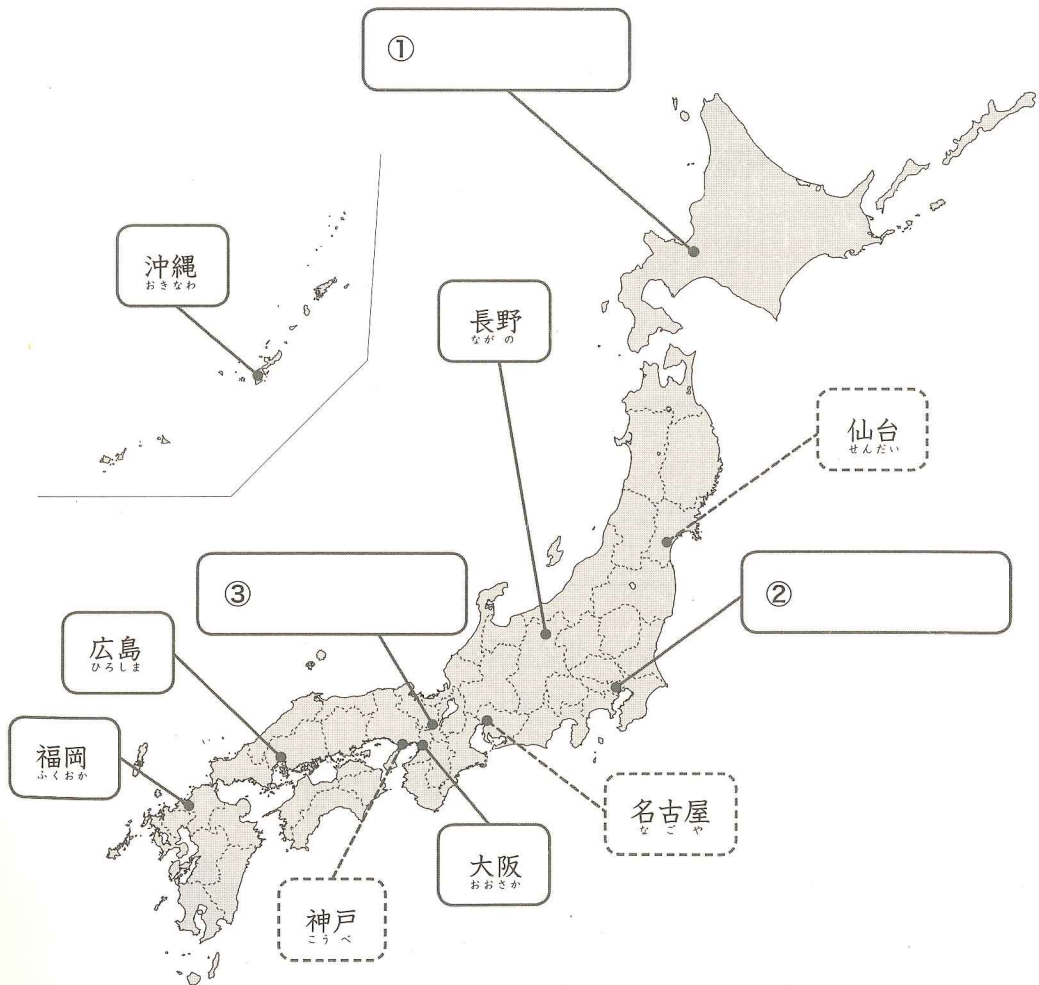 ①
沖縄
おきなわ
長野
ながの
仙台
せんだい
③
②
広島
ひろしま
福岡
ふくおか
名古屋
なごや
大阪
おおさか
神戸
こうべ